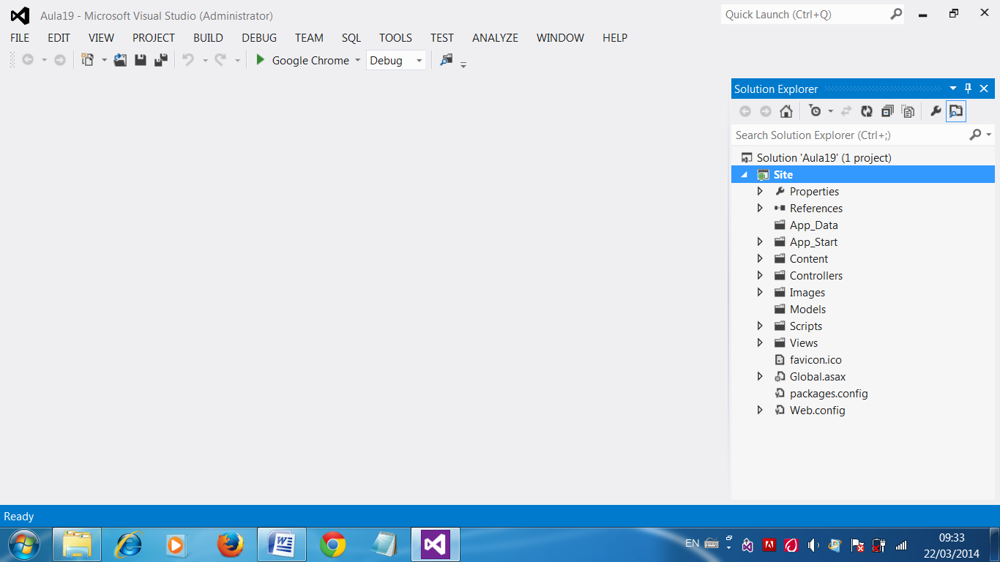 Aula19 - Microsoft Visual Studio (Administrator)
Quick Launch (Ctrl+Q)
FILE EDIT VIEW PROJECT BUILD DEBUG TEAM SQL TOOLS TEST ANALYZE WINDOW HELP
Google Chrome Debug
Solution Explorer
Search Solution Explorer (Ctrl+;)
Solution 'Aula19' (1 project)
Site
Properties
References
App_Data
App_Start
Content
Controllers
Images
Models
Scripts
Views
favicon.ico
Global.asax
packages.config
Web.config
Ready
EN
09:33
22/03/2014